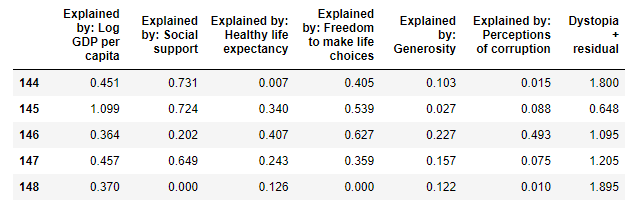 Explained by: Log GDP per capita Explained by: Social support Explained by: Healthy life expectancy Explained by: Freedom to make life choices Explained by: Generosity Explained by: Perceptions of corruption Dystopia + residual
144 0.451 0.731 0.007 0.405 0.103 0.015 1.800
145 1.099 0.724 0.340 0.539 0.027 0.088 0.648
146 0.364 0.202 0.407 0.627 0.227 0.493 1.095
147 0.457 0.649 0.243 0.359 0.157 0.075 1.205
148 0.370 0.000 0.126 0.000 0.122 0.010 1.895